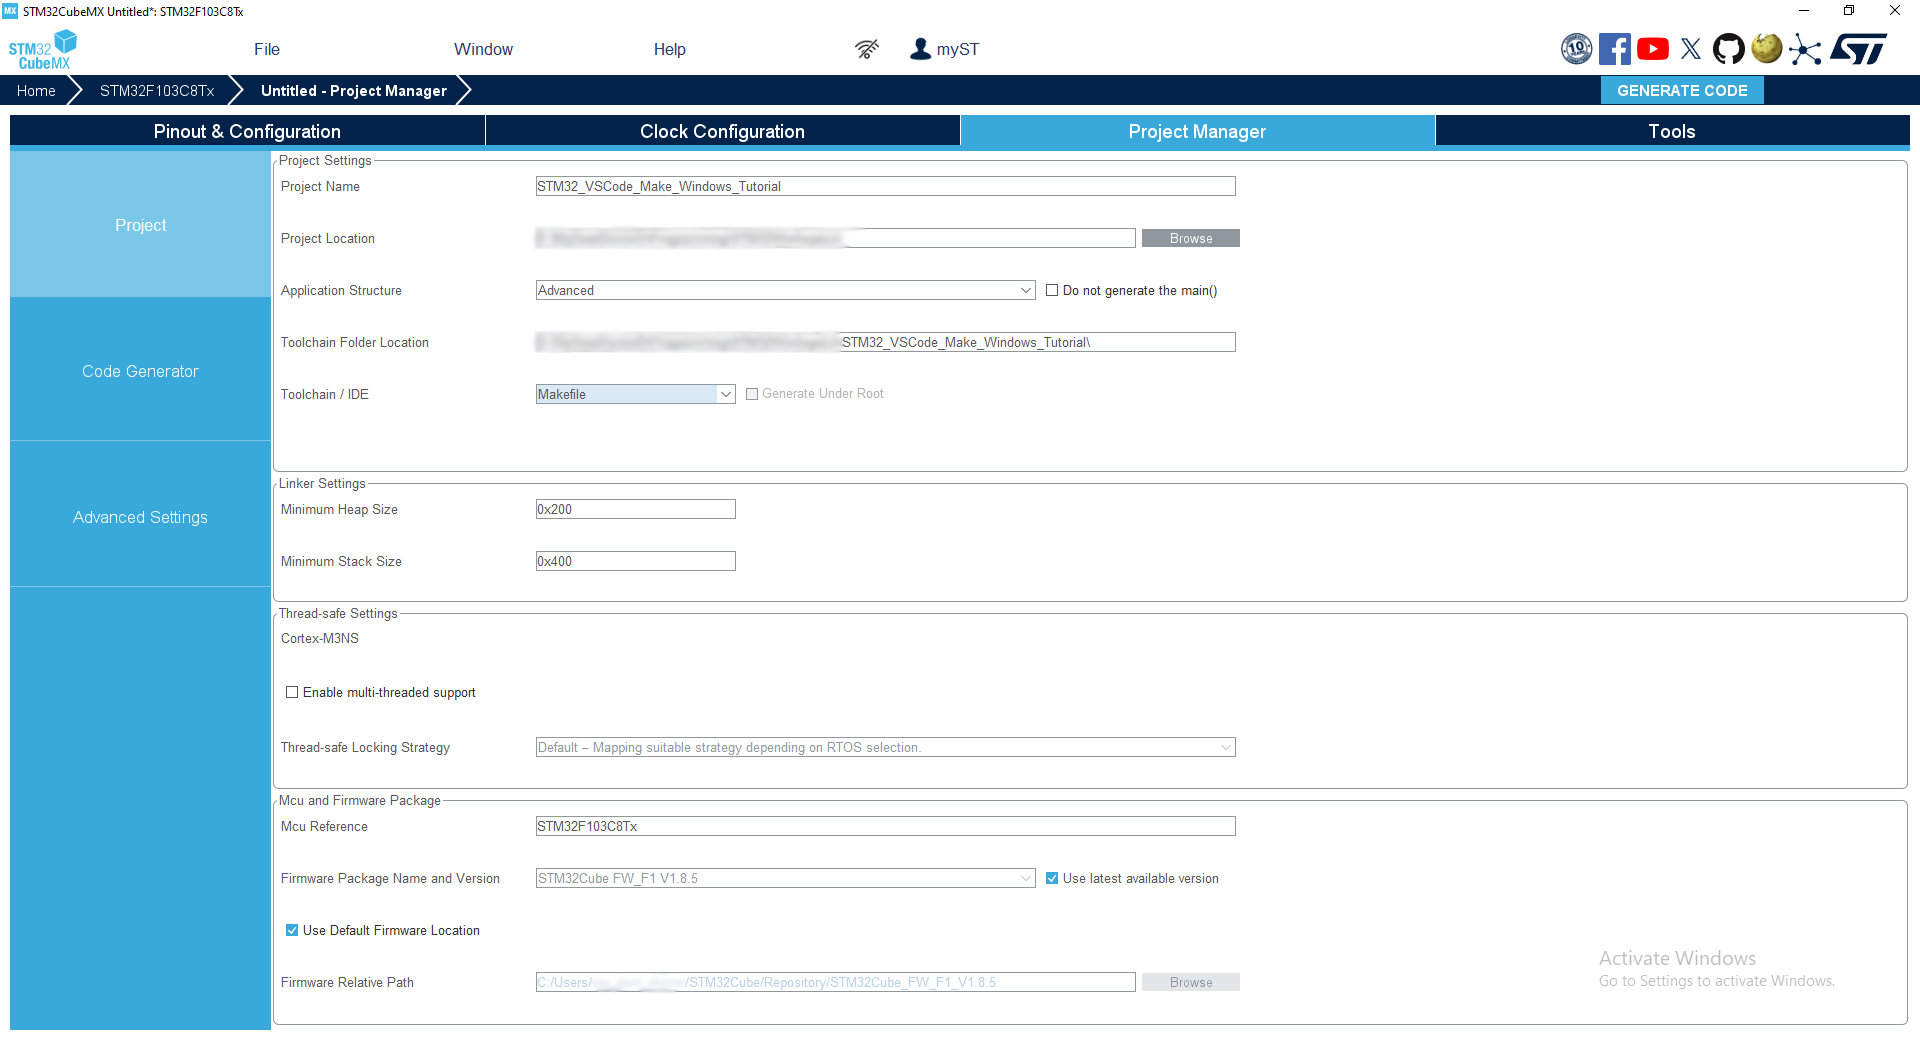 MX STM32CubeMX Untitled*: STM32F103C8Tx
STM32
CubeMX
File Window Help myST
10
Home STM32F103C8Tx Untitled - Project Manager GENERATE CODE
Pinout & Configuration Clock Configuration Project Manager Tools
Project
Code Generator
Advanced Settings
Project Settings
Project Name STM32_VSCode_Make_Windows_Tutorial
Project Location Browse
Application Structure Advanced Do not generate the main()
Toolchain Folder Location STM32_VSCode_Make_Windows_Tutorial\
Toolchain / IDE Makefile Generate Under Root
Linker Settings
Minimum Heap Size 0x200
Minimum Stack Size 0x400
Thread-safe Settings
Cortex-M3NS
Enable multi-threaded support
Thread-safe Locking Strategy Default – Mapping suitable strategy depending on RTOS selection.
Mcu and Firmware Package
Mcu Reference STM32F103C8Tx
Firmware Package Name and Version STM32Cube FW_F1 V1.8.5 Use latest available version
Use Default Firmware Location
Firmware Relative Path C:/Users/ /STM32Cube/Repository/STM32Cube_FW_F1_V1.8.5 Browse
Activate Windows
Go to Settings to activate Windows.